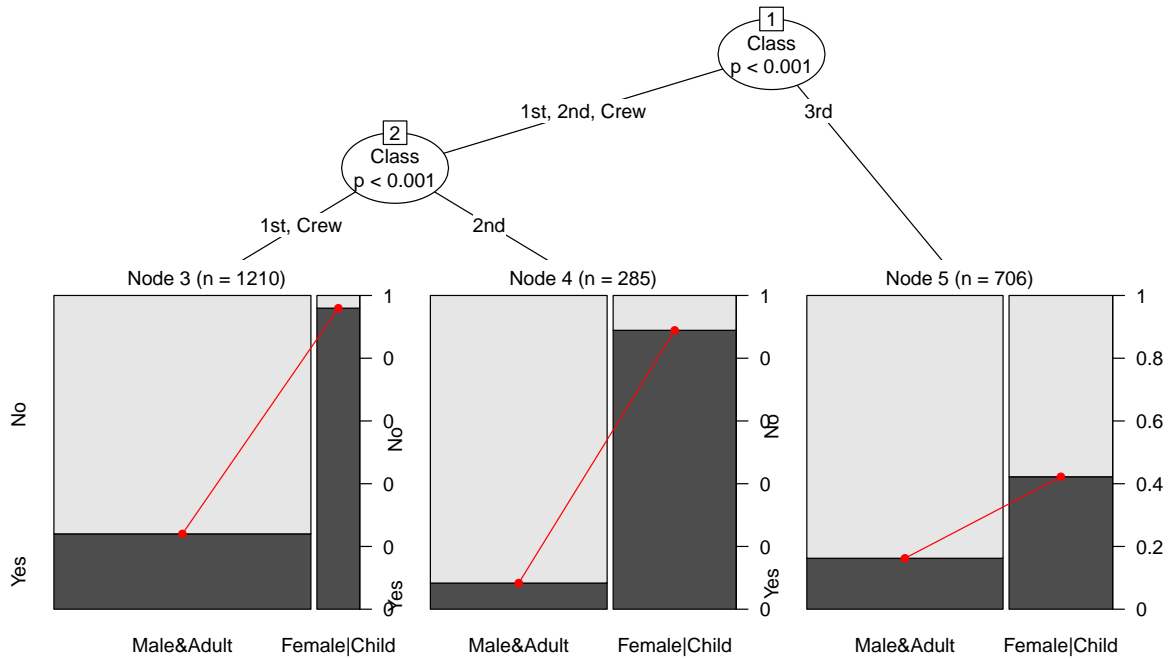 1
Class
p < 0.001
1st, 2nd, Crew
3rd
2
Class
p < 0.001
1st, Crew
2nd
Node 3 (n = 1210)
No
Yes
1
0
0
0
0
0
Male&Adult
Female|Child
Node 4 (n = 285)
No
Yes
1
0
0
0
0
0
Male&Adult
Female|Child
Node 5 (n = 706)
No
Yes
1
0.8
0.6
0.4
0.2
0
Male&Adult
Female|Child